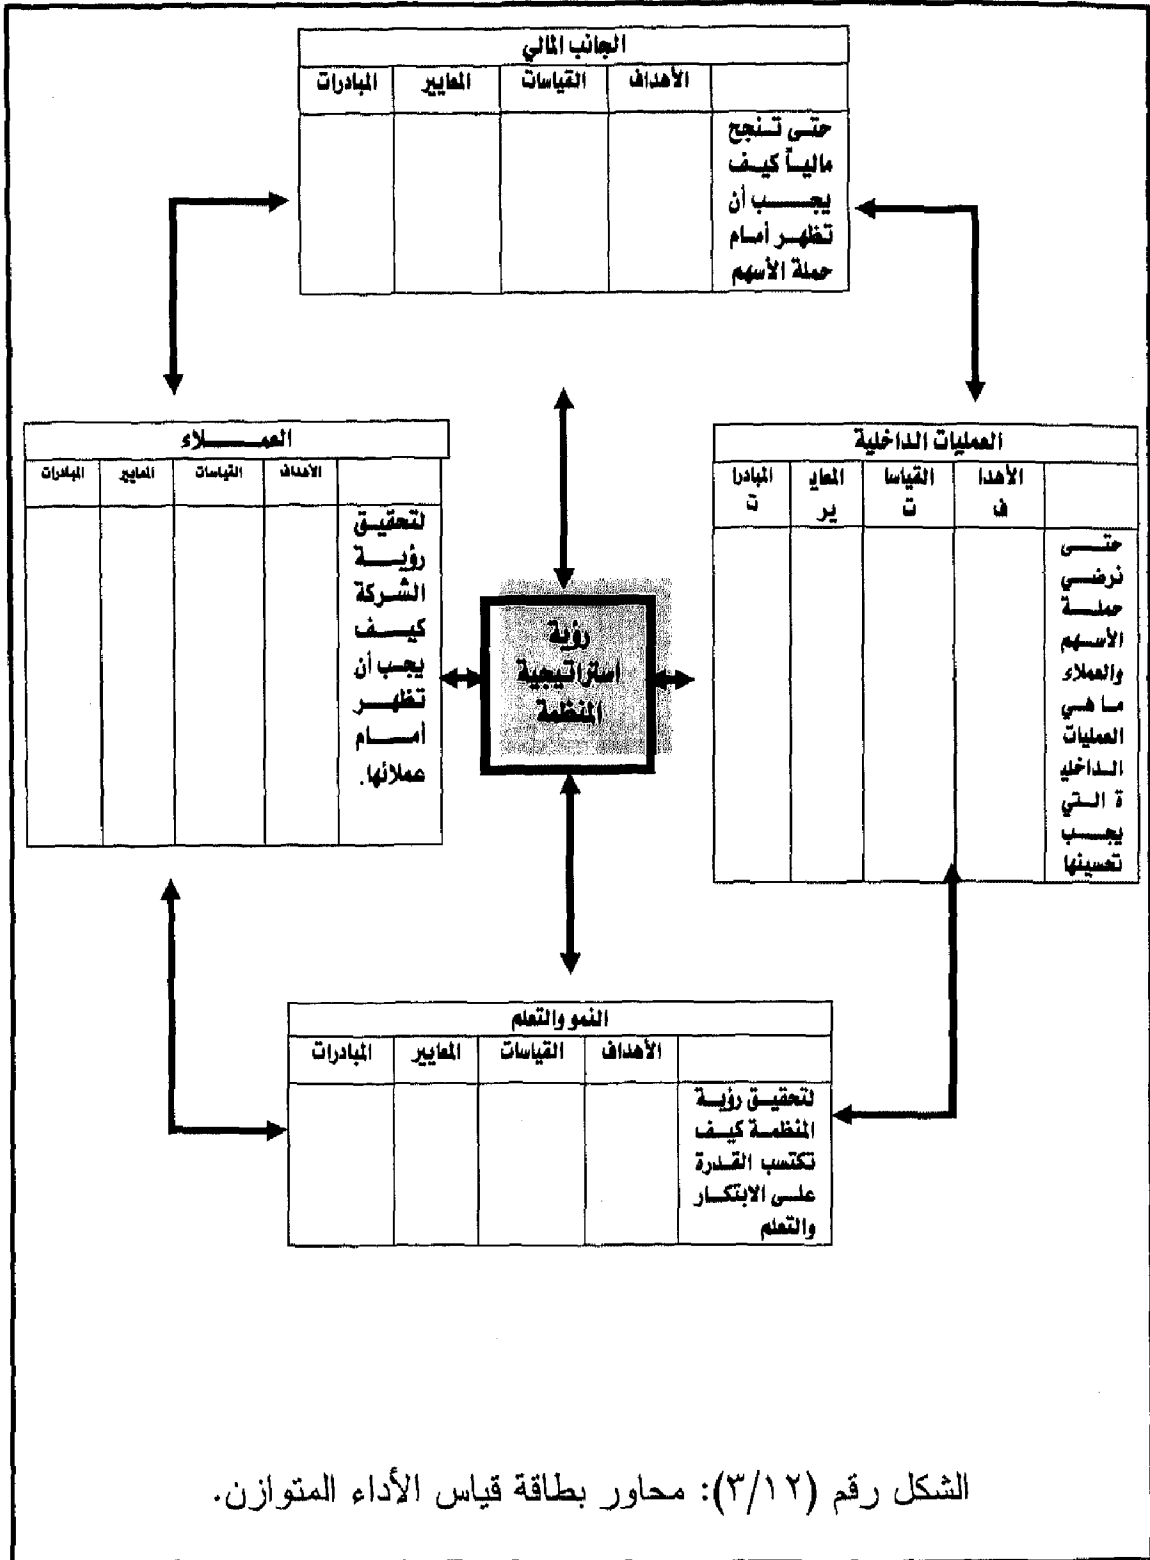 الجانب المالي
الأهداف القياسات المعايير المبادرات
حتى تنجح
مالياً كيف
يجب أن
تظهر أمام
حملة الأسهم
العملاء
الأهداف القياسات المعايير المبادرات
لتحقيق
رؤية
الشركة
كيف
يجب أن
تظهر
أمام
عملائها.
رؤية
استراتيجية
المنظمة
العمليات الداخلية
الأهدا القياسا المعاي المبادرا
ف ت ير ت
حتى
نرضي
حملة
الأسهم
والعملاء
ما هي
العمليات
الداخلي
ة التي
يجب
تحسينها
النمو والتعلم
الأهداف القياسات المعايير المبادرات
لتحقيق رؤية
المنظمة كيف
تكتسب القدرة
على الابتكار
والتعلم
الشكل رقم (٣/١٢): محاور بطاقة قياس الأداء المتوازن.